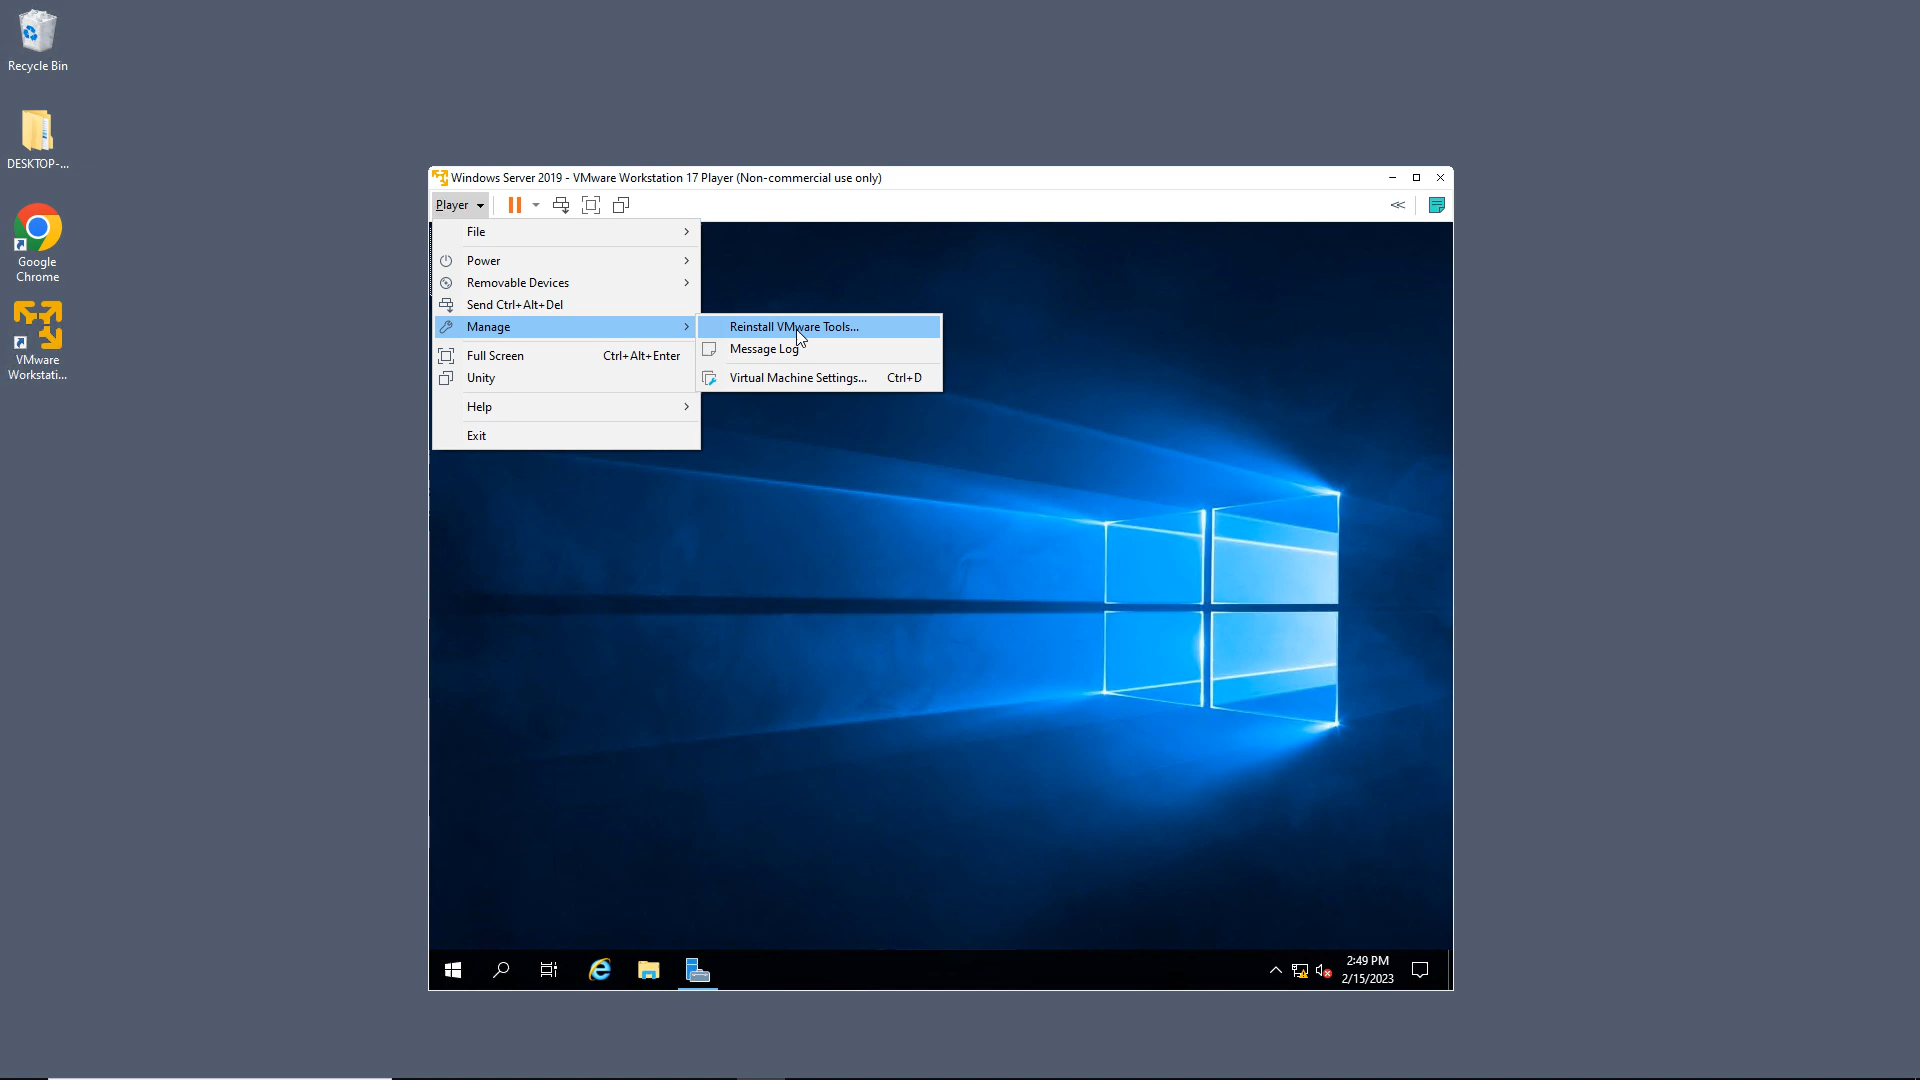 Recycle Bin
DESKTOP-...
Google
Chrome
VMware
Workstati...
Windows Server 2019 - VMware Workstation 17 Player (Non-commercial use only)
Player
File
Power
Removable Devices
Send Ctrl+Alt+Del
Manage
Full Screen Ctrl+Alt+Enter
Unity
Help
Exit
Reinstall VMware Tools...
Message Log
Virtual Machine Settings... Ctrl+D
2:49 PM
2/15/2023